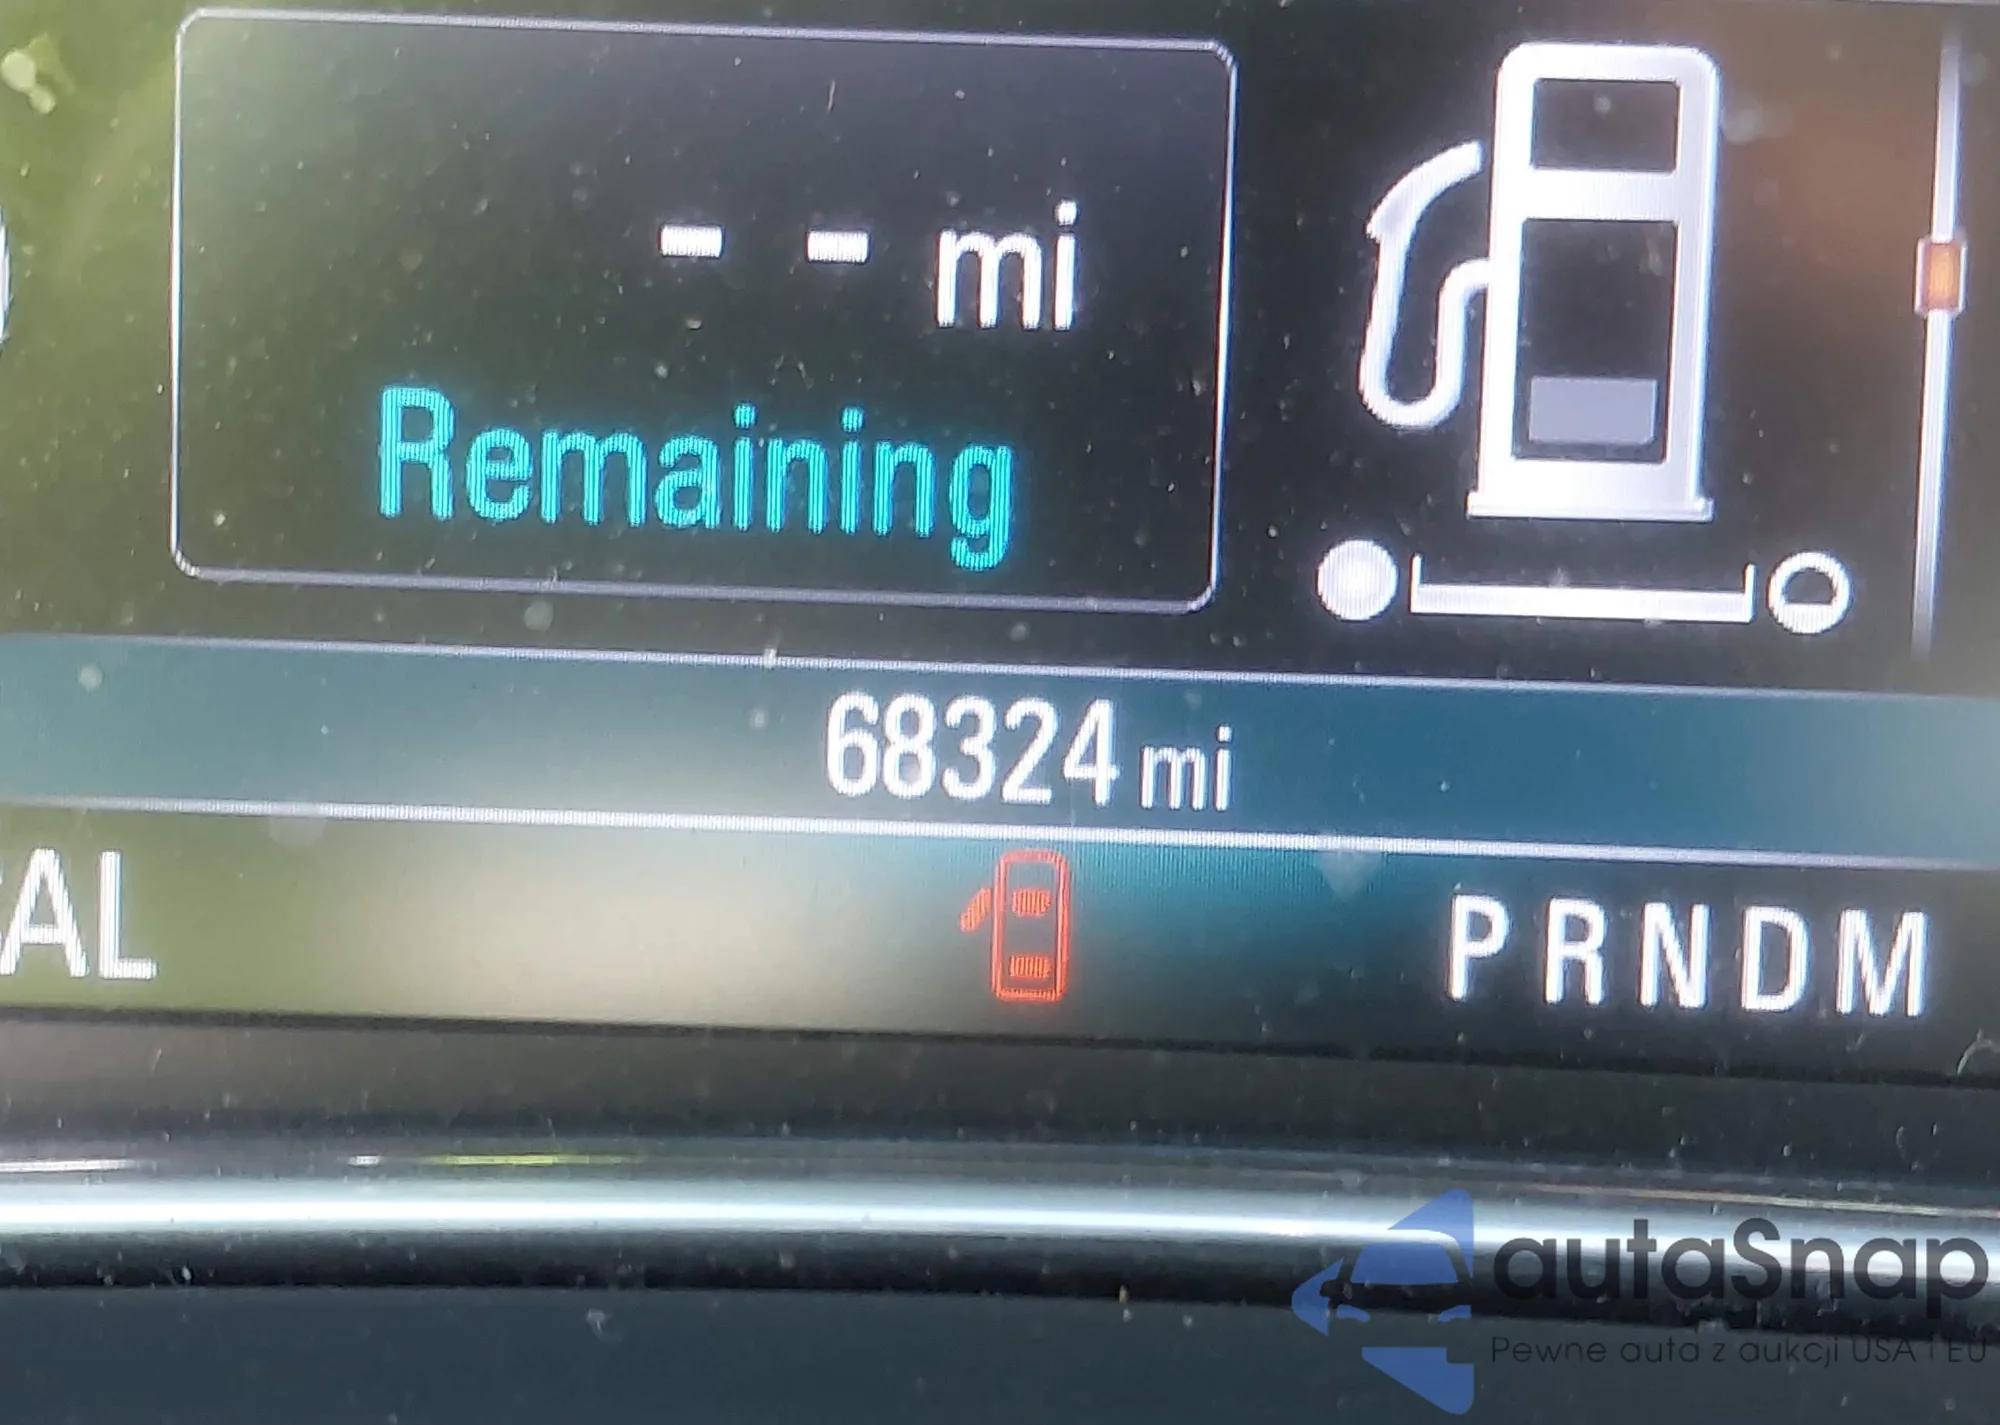 - - mi
Remaining
68324 mi
AL
PRNDM
autaSnap
Pewne auta z aukcji USA i EU